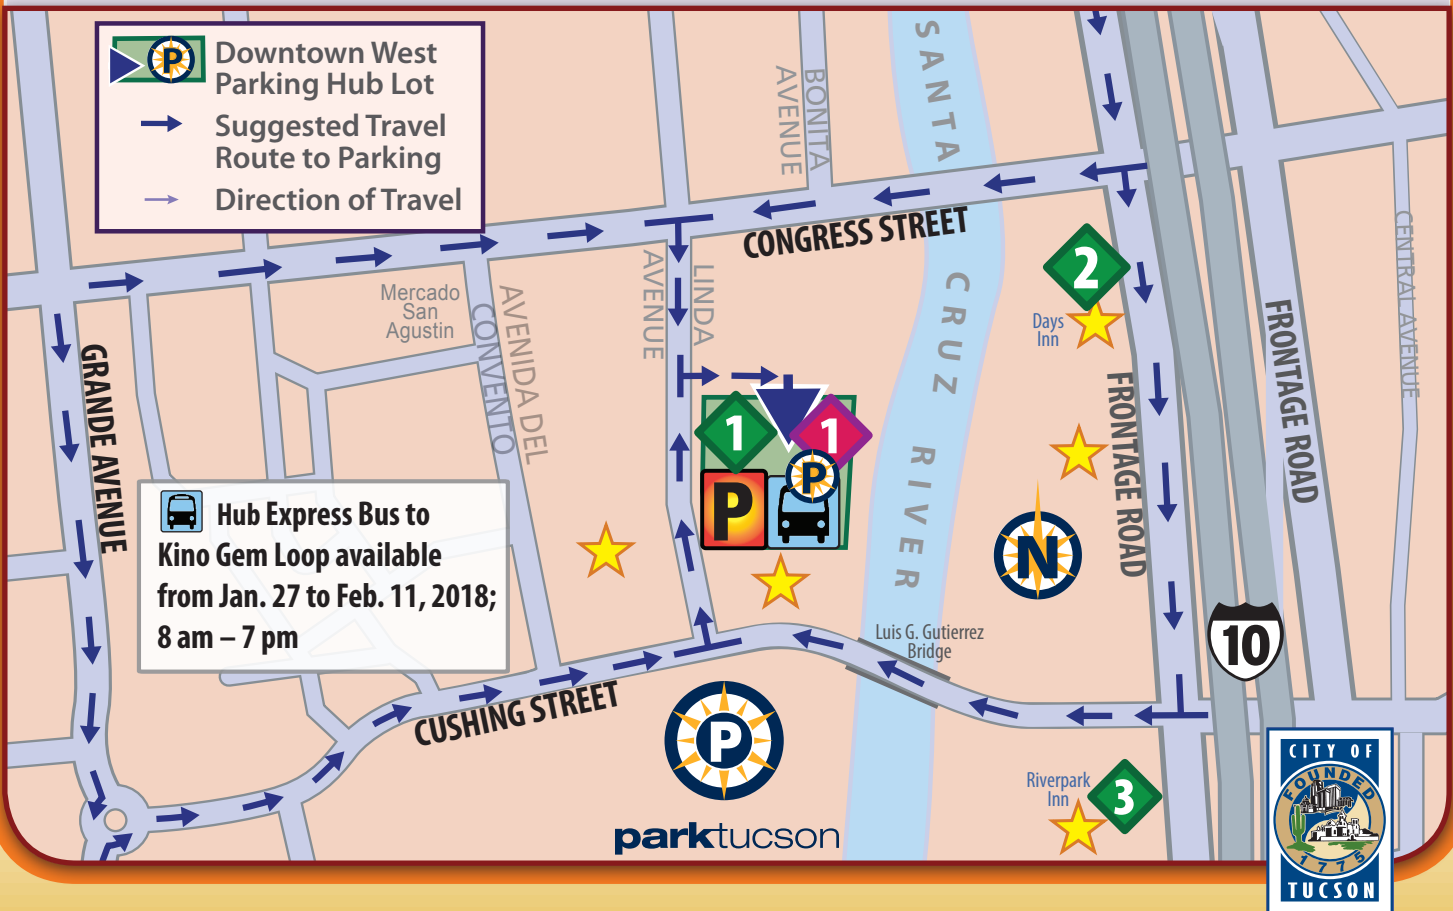 P
Downtown West
Parking Hub Lot
Suggested Travel
Route to Parking
Direction of Travel
BONITA
AVENUE
SANTA
CRUZ
RIVER
CONGRESS STREET
LINDA
AVENUE
Mercado
San
Agustin
AVENIDA DEL
CONVENTO
GRANDE AVENUE
2
Days
Inn
FRONTAGE ROAD
FRONTAGE ROAD
CENTRAL AVENUE
1
1
P
P
N
Hub Express Bus to
Kino Gem Loop available
from Jan. 27 to Feb. 11, 2018;
8 am – 7 pm
Luis G. Gutierrez
Bridge
10
CUSHING STREET
P
parktucson
Riverpark
Inn
3
CITY OF
FOUNDED
1775
TUCSON